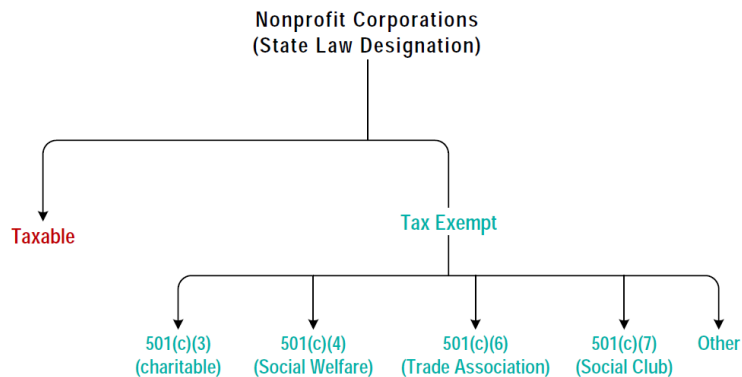 Nonprofit Corporations
(State Law Designation)
Taxable
Tax Exempt
501(c)(3)
(charitable)
501(c)(4)
(Social Welfare)
501(c)(6)
(Trade Association)
501(c)(7)
(Social Club)
Other